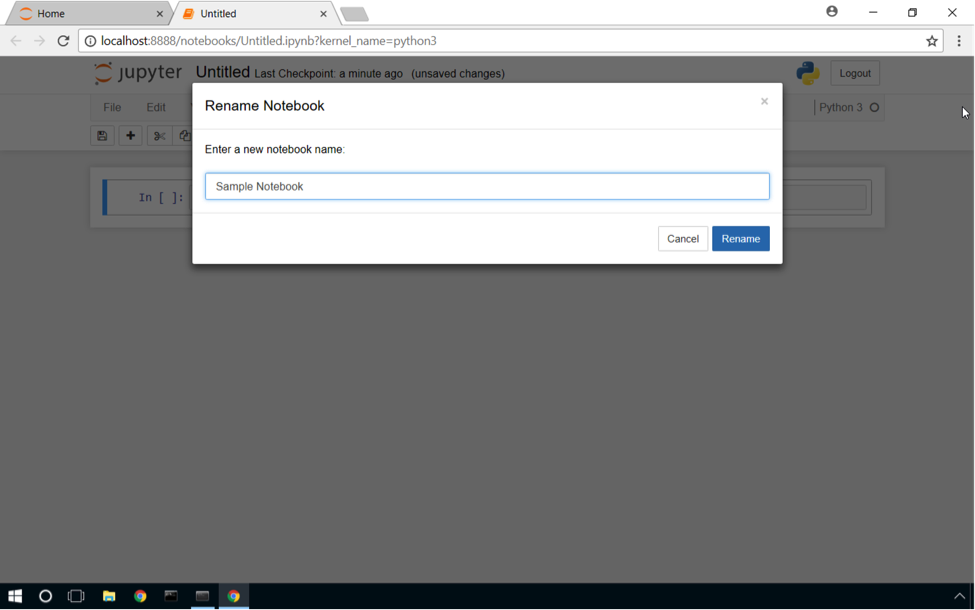 Home
Untitled
localhost:8888/notebooks/Untitled.ipynb?kernel_name=python3
jupyter Untitled Last Checkpoint: a minute ago (unsaved changes)
Logout
File Edit
Python 3
Rename Notebook
Enter a new notebook name:
Sample Notebook
Cancel Rename
In [ ]: